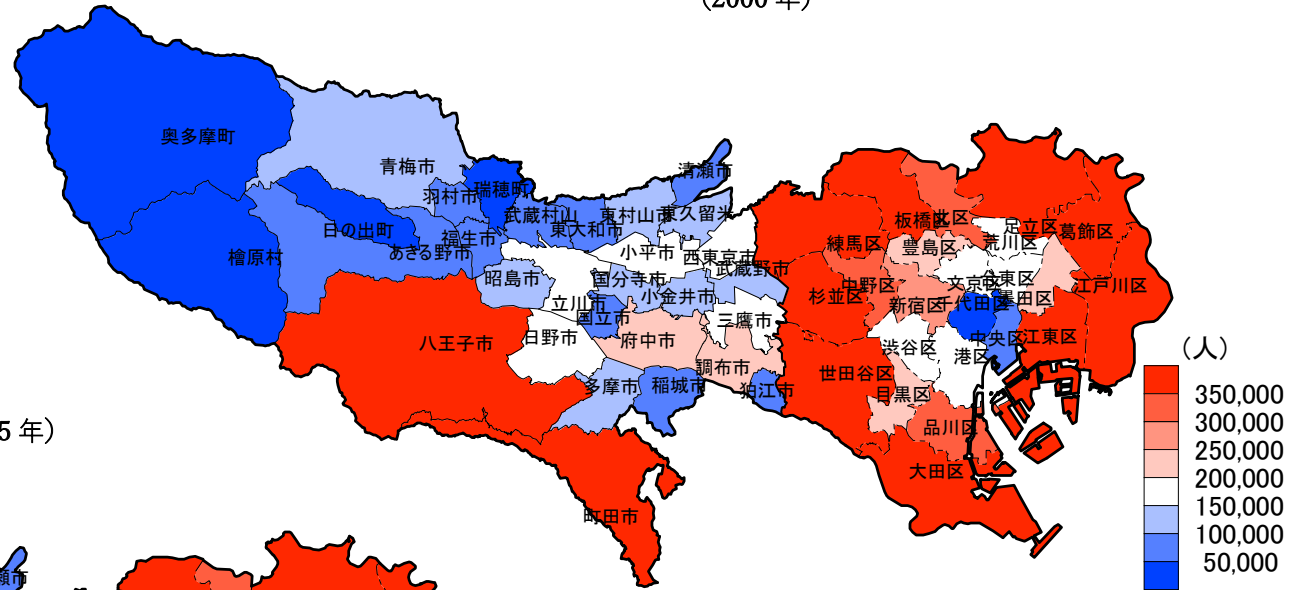 (2000 年)
奥多摩町
青梅市
羽村市
瑞穂町
清瀬市
武蔵村山
東大和市
東村山市
東久留米
日の出町
福生市
あきる野市
檜原村
昭島市
立川市
国分寺市
小平市
西東京市
武蔵野市
小金井市
国立市
三鷹市
日野市
府中市
調布市
八王子市
多摩市
稲城市
狛江市
町田市
板橋区
北区
足立区
葛飾区
練馬区
豊島区
荒川区
中野区
杉並区
新宿区
文京区
台東区
千代田区
墨田区
江戸川区
渋谷区
港区
中央区
江東区
世田谷区
目黒区
品川区
大田区
(人)
350,000
300,000
250,000
200,000
150,000
100,000
50,000
5 年)
瀬市